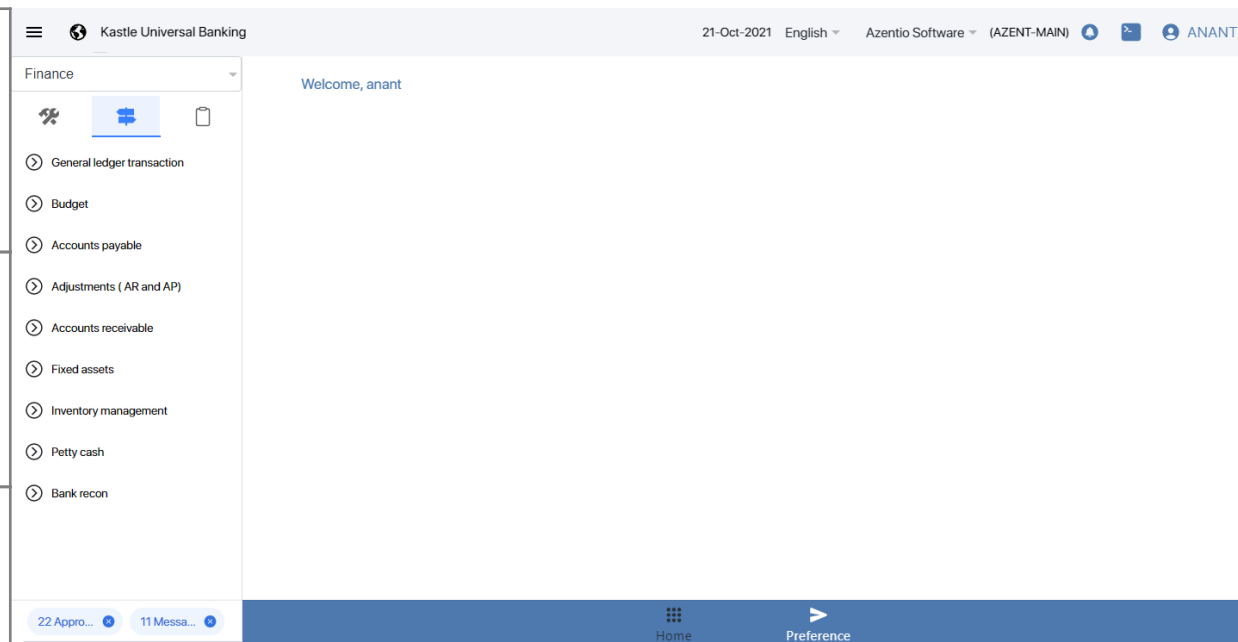 Kastle Universal Banking
21-Oct-2021 English Azentio Software (AZENT-MAIN) ANANT
Finance
Welcome, anant
General ledger transaction
Budget
Accounts payable
Adjustments ( AR and AP)
Accounts receivable
Fixed assets
Inventory management
Petty cash
Bank recon
22 Appro... 11 Messa...
Home Preference